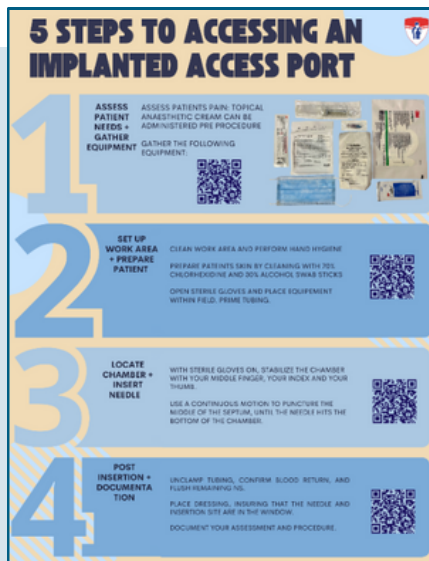 5 STEPS TO ACCESSING AN
IMPLANTED ACCESS PORT
1
ASSESS
PATIENT
NEEDS +
GATHER
EQUIPMENT
ASSESS PATIENTS PAIN: TOPICAL
ANAESTHETIC CREAM CAN BE
ADMINISTERED PRE PROCEDURE
GATHER THE FOLLOWING
EQUIPMENT:
2
SET UP
WORK AREA
+ PREPARE
PATIENT
CLEAN WORK AREA AND PERFORM HAND HYGIENE
PREPARE PATEINTS SKIN BY CLEANING WITH 70%
CHLORHEXIDINE AND 30% ALCOHOL SWAB STICKS
OPEN STERILE GLOVES AND PLACE EQUIPEMENT
WITHIN FIELD. PRIME TUBING.
3
LOCATE
CHAMBER +
INSERT
NEEDLE
WITH STERILE GLOVES ON, STABILIZE THE CHAMBER
WITH YOUR MIDDLE FINGER, YOUR INDEX AND YOUR
THUMB.
USE A CONTINUOUS MOTION TO PUNCTURE THE
MIDDLE OF THE SEPTUM, UNTIL THE NEEDLE HITS THE
BOTTOM OF THE CHAMBER.
4
POST
INSERTION +
DOCUMENTA
TION
UNCLAMP TUBING, CONFIRM BLOOD RETURN, AND
FLUSH REMAINING NS.
PLACE DRESSING, INSURING THAT THE NEEDLE AND
INSERTION SITE ARE IN THE WINDOW.
DOCUMENT YOUR ASSESSMENT AND PROCEDURE.